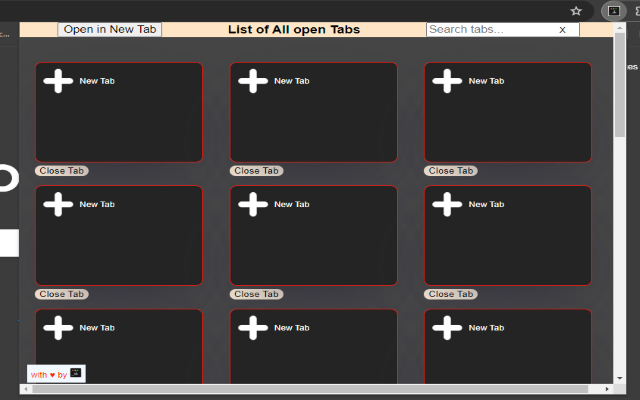 Open in New Tab List of All open Tabs Search tabs... X
New Tab New Tab New Tab
Close Tab Close Tab Close Tab
New Tab New Tab New Tab
Close Tab Close Tab Close Tab
New Tab New Tab New Tab
with ♥ by